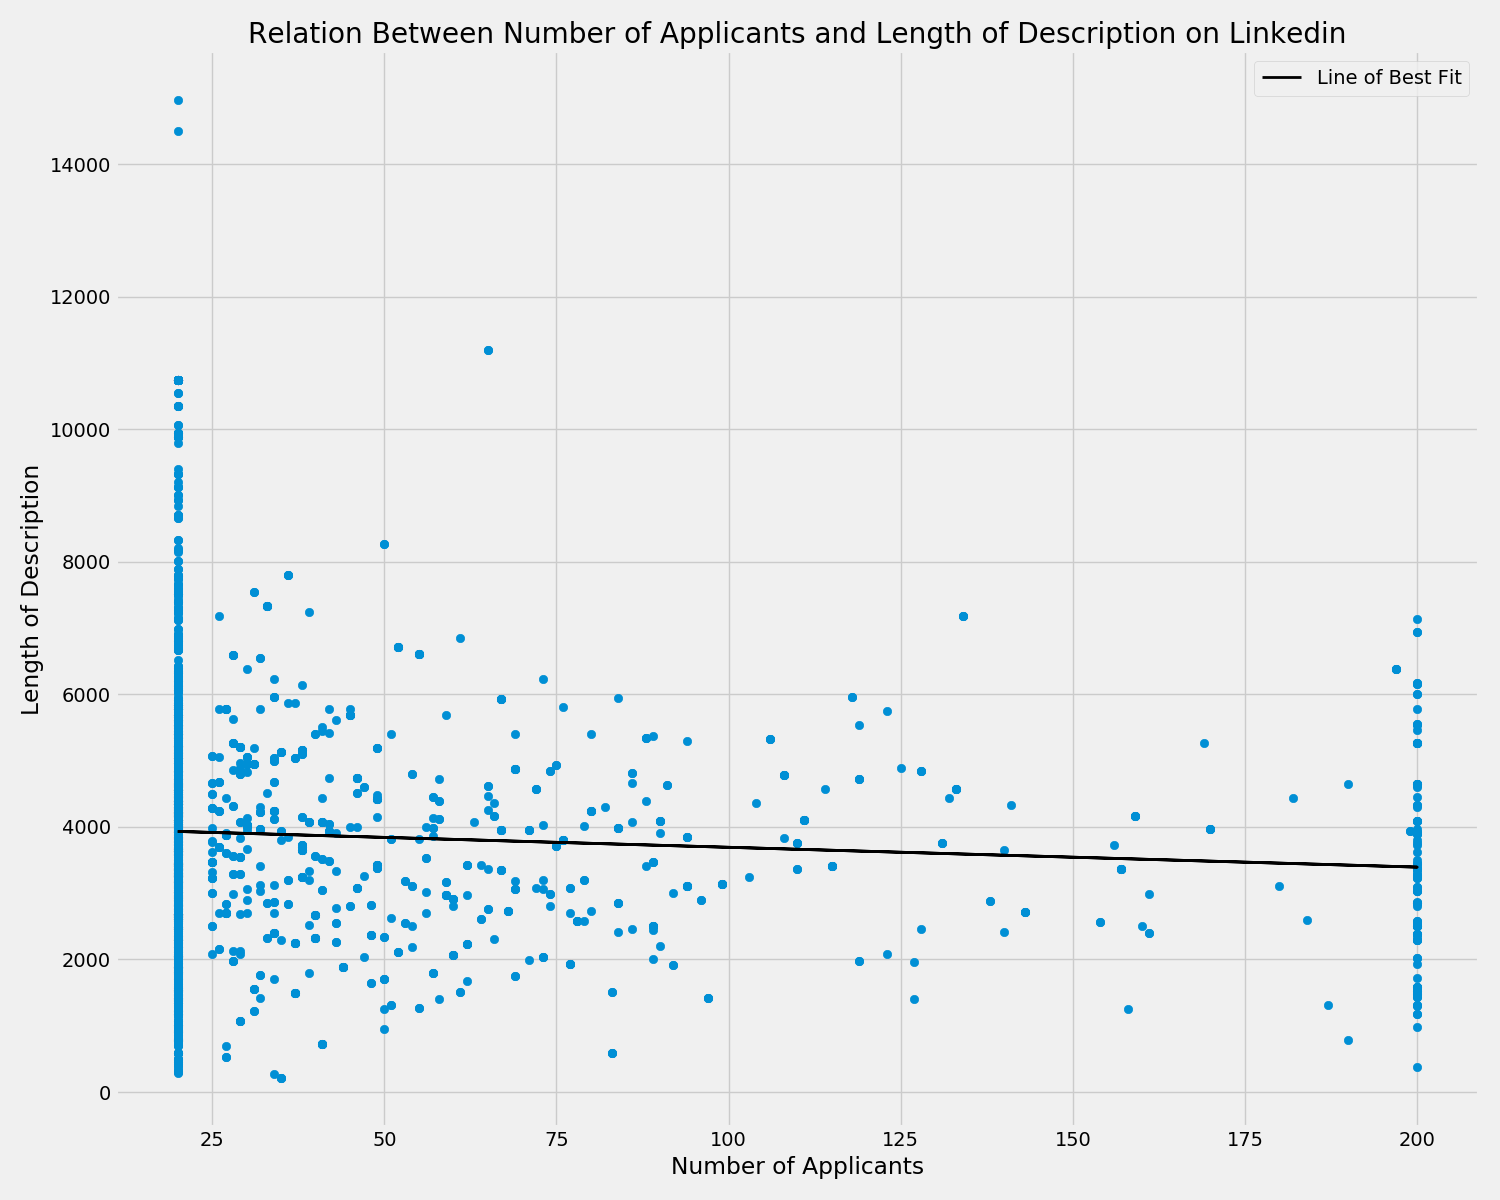 Relation Between Number of Applicants and Length of Description on Linkedin
Line of Best Fit
14000
12000
10000
8000
6000
4000
2000
0
Length of Description
25 50 75 100 125 150 175 200
Number of Applicants